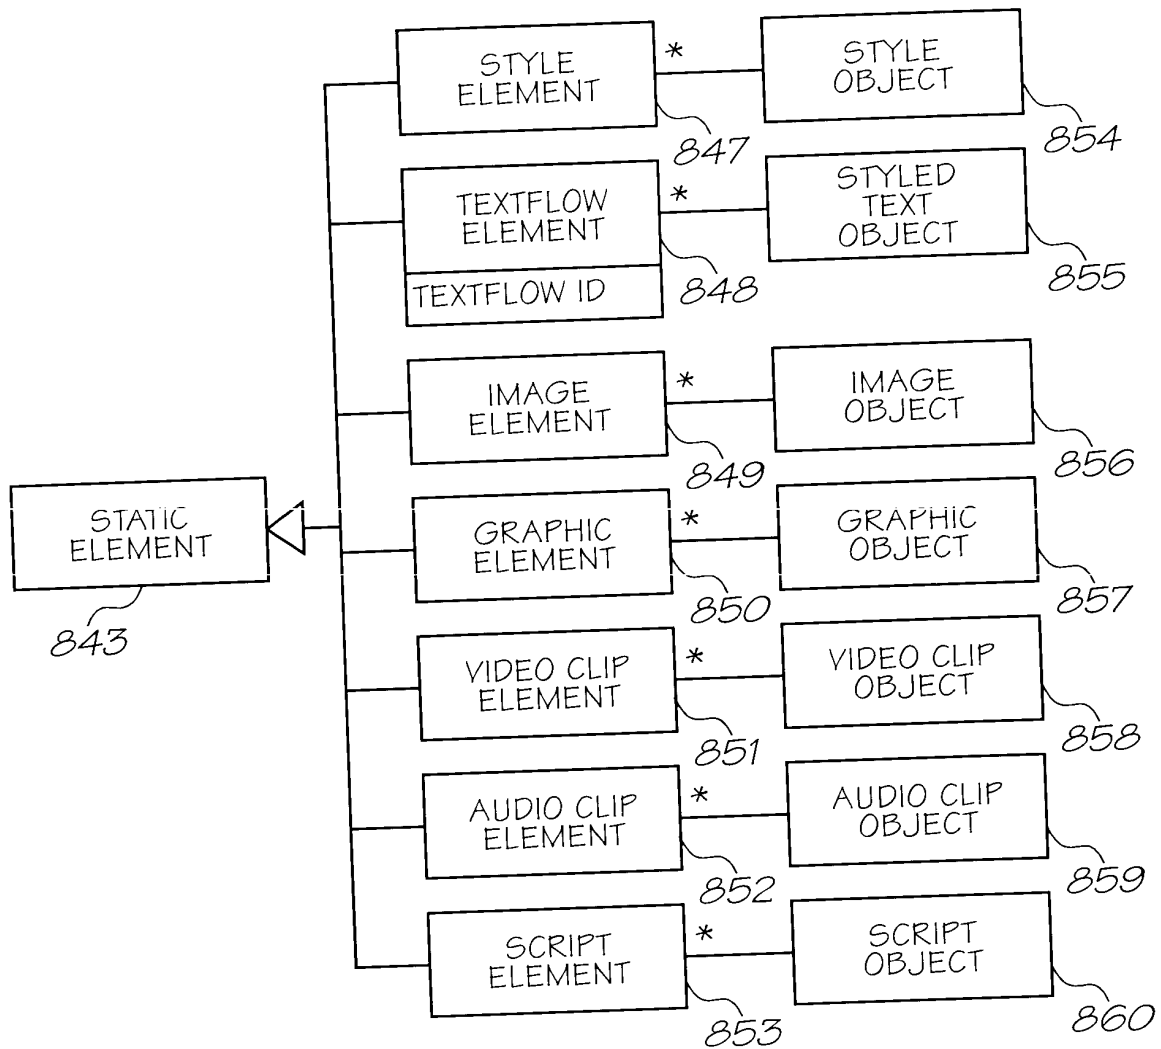 STYLE
ELEMENT
*
847
STYLE
OBJECT
854
TEXTFLOW
ELEMENT
TEXTFLOW ID
*
848
STYLED
TEXT
OBJECT
855
IMAGE
ELEMENT
*
849
IMAGE
OBJECT
856
STATIC
ELEMENT
843
GRAPHIC
ELEMENT
*
850
GRAPHIC
OBJECT
857
VIDEO CLIP
ELEMENT
*
851
VIDEO CLIP
OBJECT
858
AUDIO CLIP
ELEMENT
*
852
AUDIO CLIP
OBJECT
859
SCRIPT
ELEMENT
*
853
SCRIPT
OBJECT
860